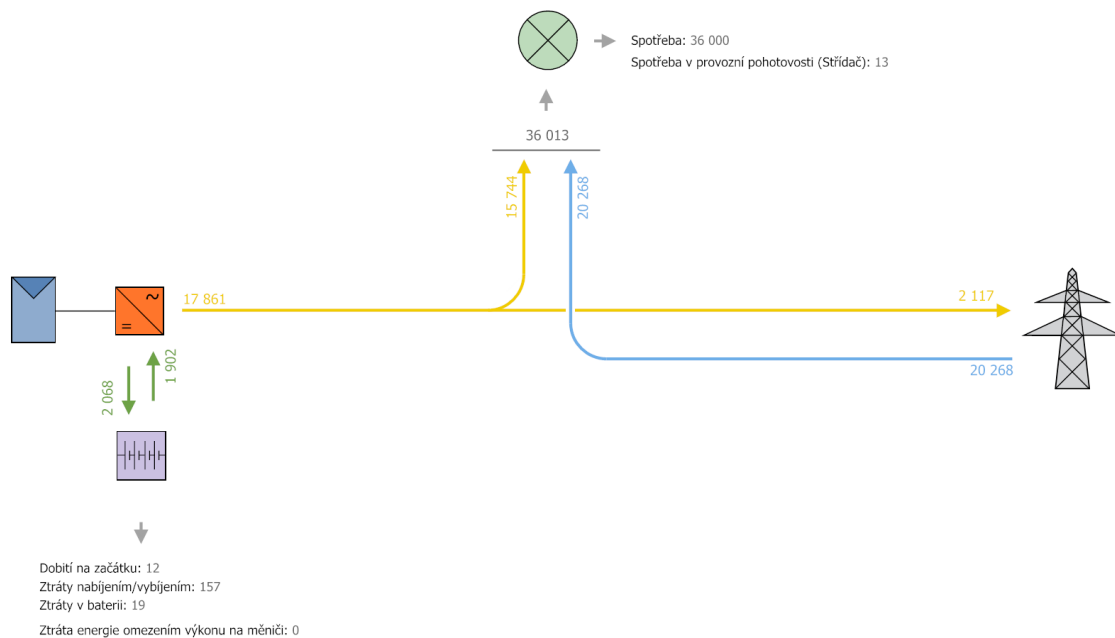 Spotřeba: 36 000
Spotřeba v provozní pohotovosti (Střídač): 13
36 013
15 744
20 268
17 861
2 117
20 268
2 068
1 902
Dobití na začátku: 12
Ztráty nabíjením/vybíjením: 157
Ztráty v baterii: 19
Ztráta energie omezením výkonu na měniči: 0